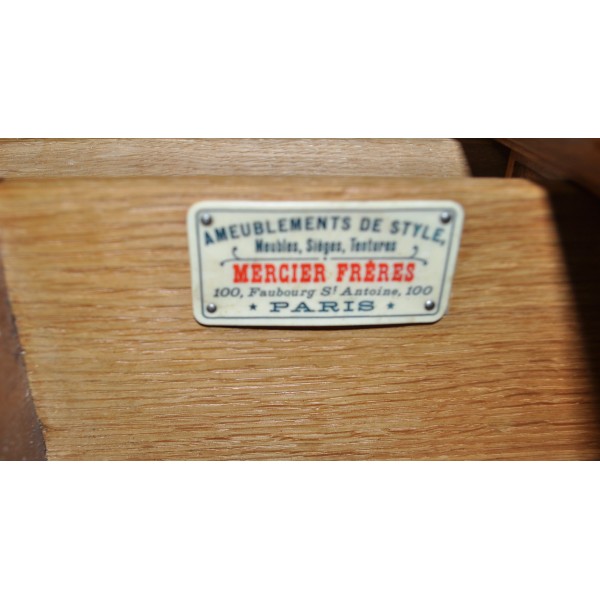 AMEUBLEMENTS DE STYLE,
Meubles, Sièges, Tentures
MERCIER FRÈRES
100, Faubourg St Antoine, 100
★ PARIS ★